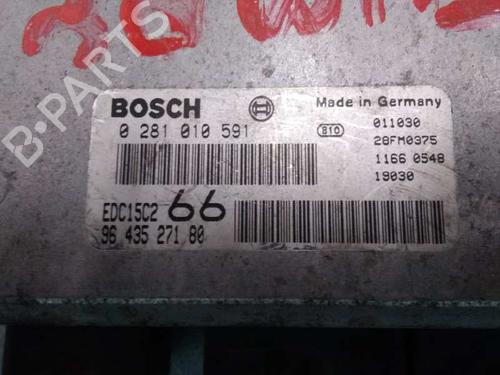 B-PARTS
BOSCH
Made in Germany
0 281 010 591
810
011030
28FM0375
1166 0548
19030
EDC15C2 66
96 435 271 80